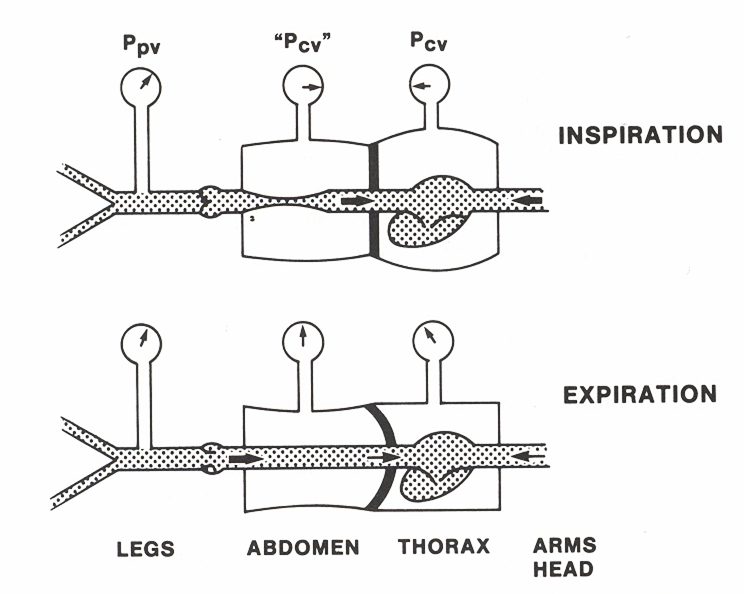 Ppv “Pcv” Pcv
INSPIRATION
EXPIRATION
LEGS ABDOMEN THORAX ARMS
HEAD